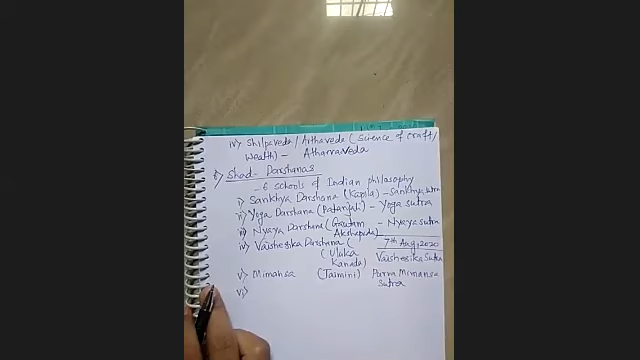 iv) Shilpaveda / Arthaveda (Science of craft/
wealth) - Atharvaveda
Shad-Darshanas
- 6 schools of Indian philosophy
i) Sankhya Darshana (Kapila) - Sankhya sutra
ii) Yoga Darshana (Patanjali) - Yoga sutra
iii) Nyaya Darshana (Gautam - Nyaya sutra
Akshapada)
7th Aug, 2020
iv) Vaisheshika Darshana (
(Uluka Vaisheshika Sutra
Kanada)
v) Mimansa (Jaimini) Purva Mimansa
Sutra
vi)